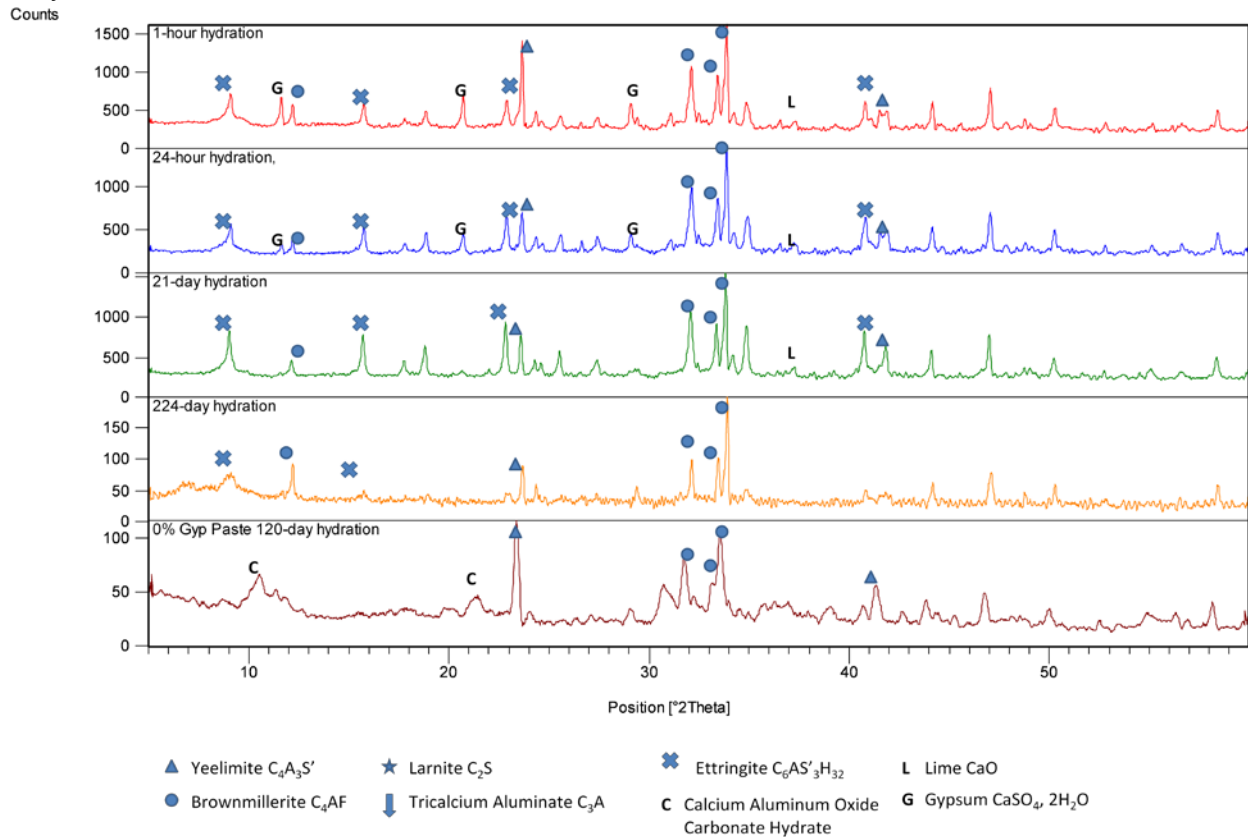 Counts
1-hour hydration
1500
1000
500
0
G
G
G
L
24-hour hydration,
1000
500
0
G
G
G
L
21-day hydration
1000
500
0
L
224-day hydration
150
100
50
0
0% Gyp Paste 120-day hydration
100
50
0
C
C
10
20
30
40
50
Position [°2Theta]
Yeelimite C₄A₃S’
Larnite C₂S
Ettringite C₆AS’₃H₃₂
L Lime CaO
Brownmillerite C₄AF
Tricalcium Aluminate C₃A
C Calcium Aluminum Oxide
Carbonate Hydrate
G Gypsum CaSO₄, 2H₂O